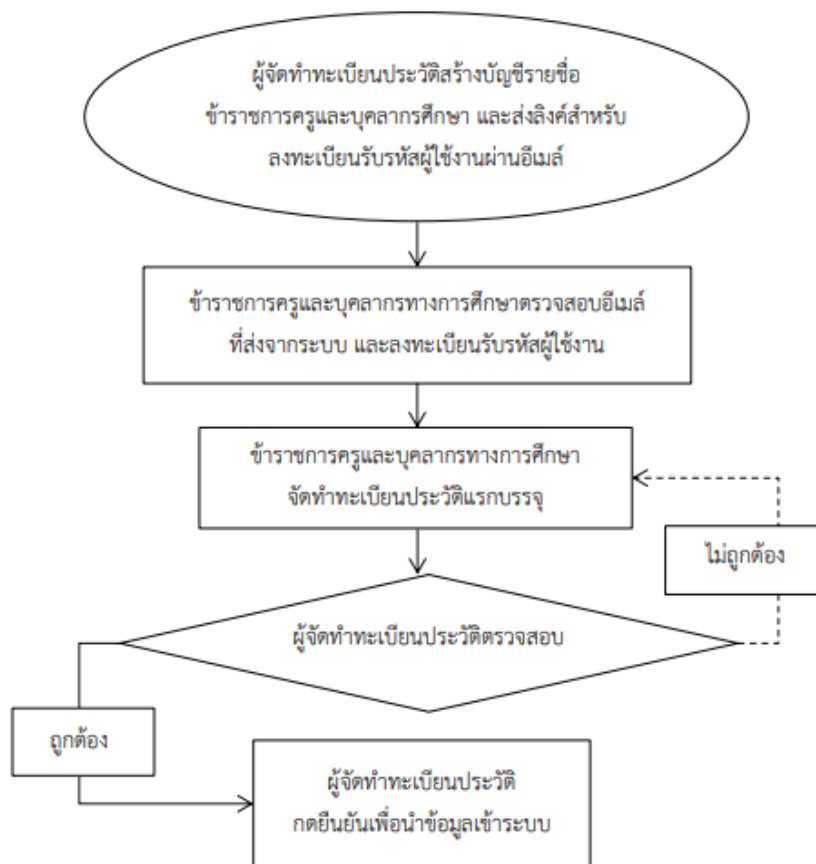 ผู้จัดทำทะเบียนประวัติสร้างบัญชีรายชื่อ
ข้าราชการครูและบุคลากรศึกษา และส่งลิงค์สำหรับ
ลงทะเบียนรับรหัสผู้ใช้งานผ่านอีเมล์
ข้าราชการครูและบุคลากรทางการศึกษาตรวจสอบอีเมล์
ที่ส่งจากระบบ และลงทะเบียนรับรหัสผู้ใช้งาน
ข้าราชการครูและบุคลากรทางการศึกษา
จัดทำทะเบียนประวัติแรกบรรจุ
ไม่ถูกต้อง
ผู้จัดทำทะเบียนประวัติตรวจสอบ
ถูกต้อง
ผู้จัดทำทะเบียนประวัติ
กดยืนยันเพื่อนำข้อมูลเข้าระบบ